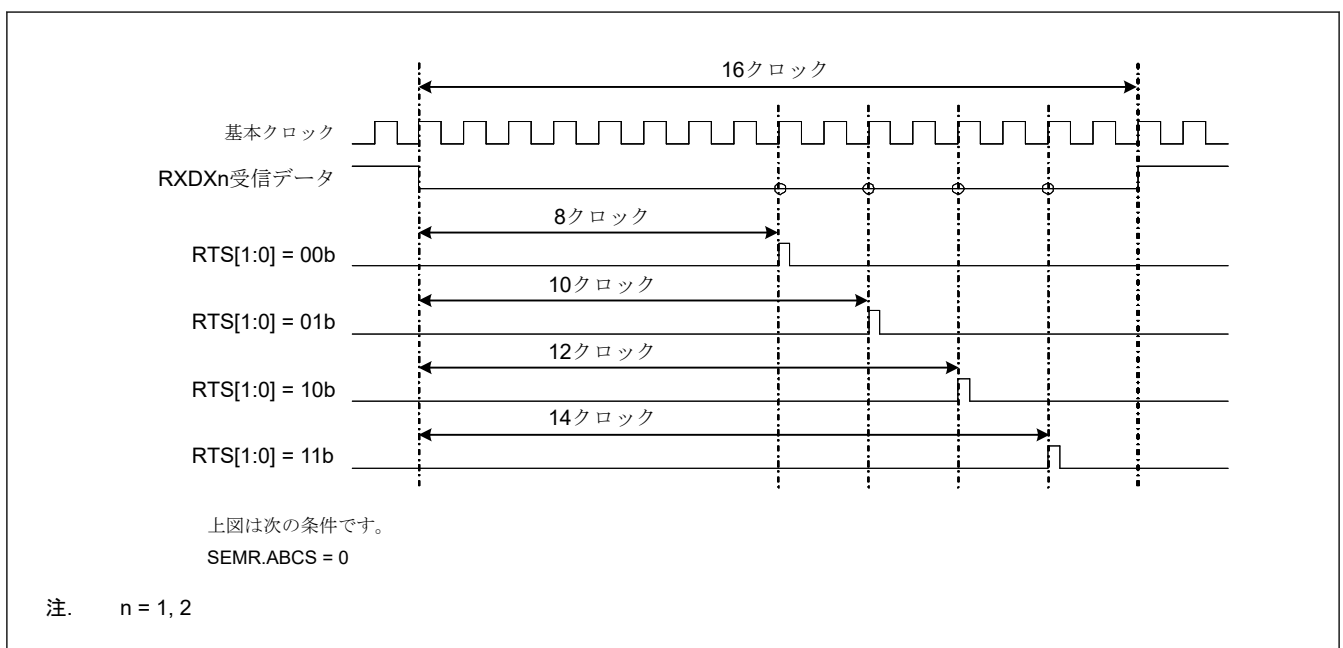 16クロック
基本クロック
RXDXn受信データ
8クロック
RTS[1:0] = 00b
10クロック
RTS[1:0] = 01b
12クロック
RTS[1:0] = 10b
14クロック
RTS[1:0] = 11b
上図は次の条件です。
SEMR.ABCS = 0
注. n = 1, 2